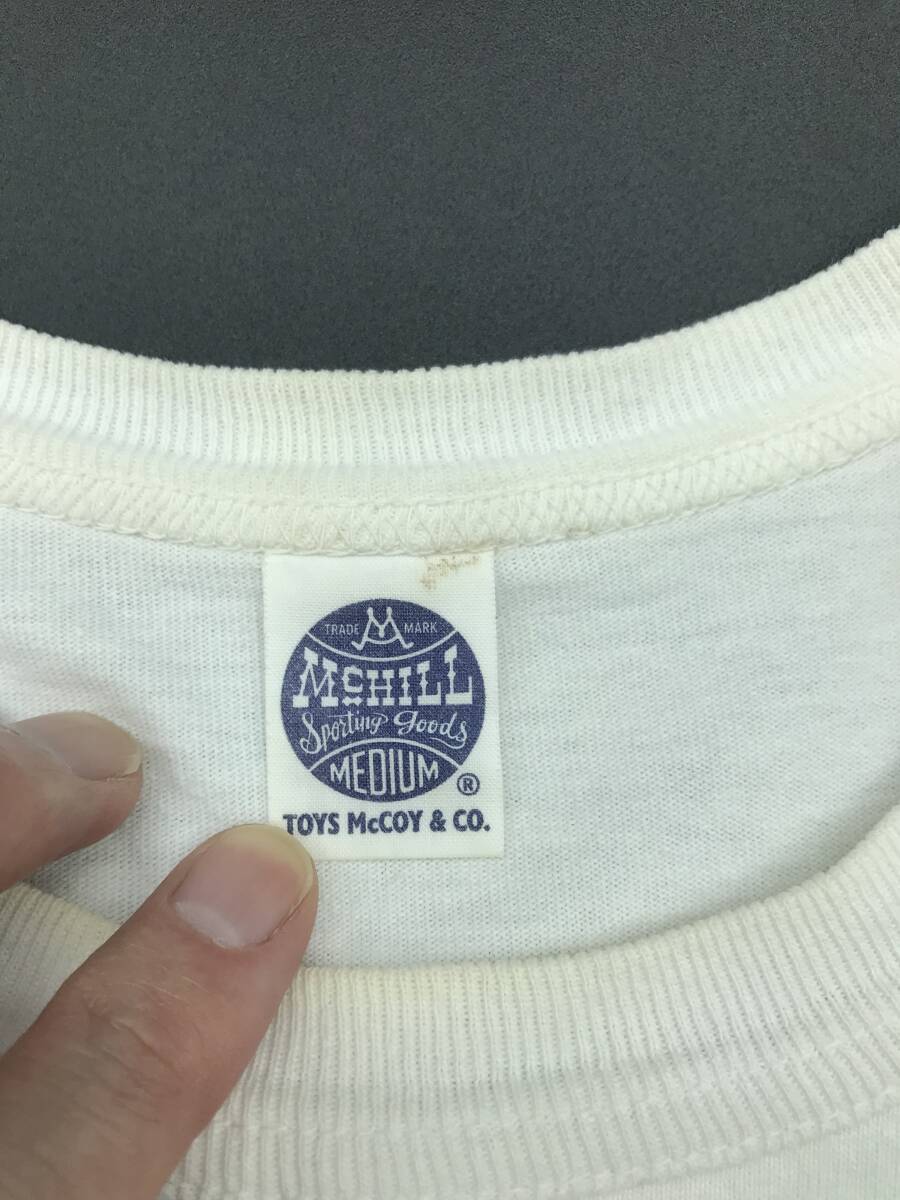 TRADE M MARK
McHILL
Sporting Goods
MEDIUM ®
TOYS McCOY & CO.